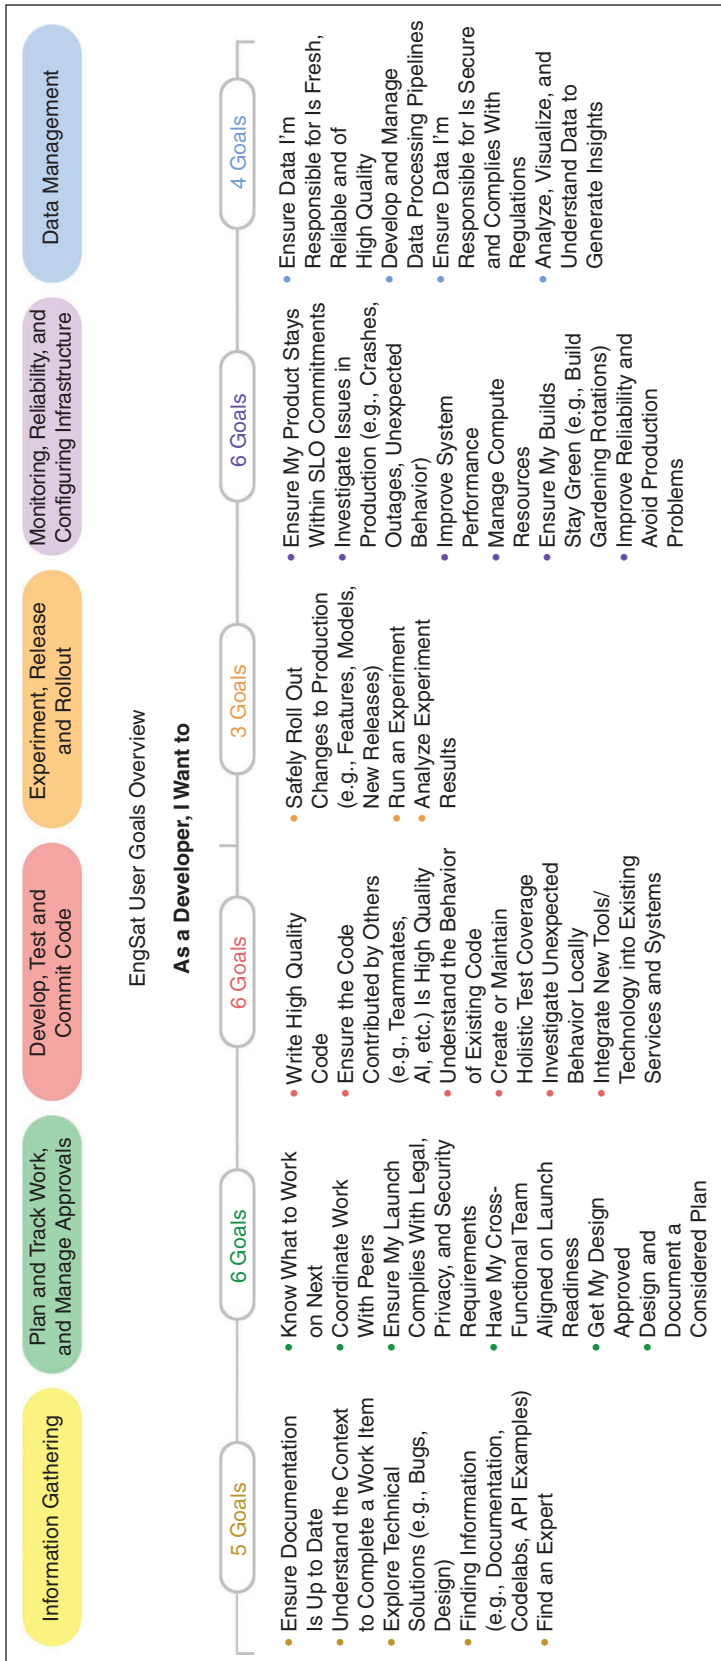 Information Gathering
Plan and Track Work,
and Manage Approvals
Develop, Test and
Commit Code
Experiment, Release
and Rollout
Monitoring, Reliability, and
Configuring Infrastructure
Data Management
EngSat User Goals Overview
As a Developer, I Want to
5 Goals
6 Goals
6 Goals
3 Goals
6 Goals
4 Goals
• Ensure Documentation
Is Up to Date
• Understand the Context
to Complete a Work Item
• Explore Technical
Solutions (e.g., Bugs,
Design)
• Finding Information
(e.g., Documentation,
Codelabs, API Examples)
• Find an Expert
• Know What to Work
on Next
• Coordinate Work
With Peers
• Ensure My Launch
Complies With Legal,
Privacy, and Security
Requirements
• Have My Cross-
Functional Team
Aligned on Launch
Readiness
• Get My Design
Approved
• Design and
Document a
Considered Plan
• Write High Quality
Code
• Ensure the Code
Contributed by Others
(e.g., Teammates,
AI, etc.) Is High Quality
• Understand the Behavior
of Existing Code
• Create or Maintain
Holistic Test Coverage
• Investigate Unexpected
Behavior Locally
• Integrate New Tools/
Technology into Existing
Services and Systems
• Safely Roll Out
Changes to Production
(e.g., Features, Models,
New Releases)
• Run an Experiment
• Analyze Experiment
Results
• Ensure My Product Stays
Within SLO Commitments
• Investigate Issues in
Production (e.g., Crashes,
Outages, Unexpected
Behavior)
• Improve System
Performance
• Manage Compute
Resources
• Ensure My Builds
Stay Green (e.g., Build
Gardening Rotations)
• Improve Reliability and
Avoid Production
Problems
• Ensure Data I'm
Responsible for Is Fresh,
Reliable and of
High Quality
• Develop and Manage
Data Processing Pipelines
• Ensure Data I'm
Responsible for Is Secure
and Complies With
Regulations
• Analyze, Visualize, and
Understand Data to
Generate Insights